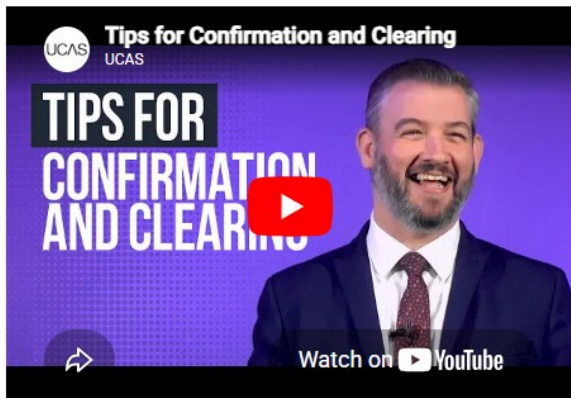 UCAS
Tips for Confirmation and Clearing
UCAS
TIPS FOR
CONFIRMATION
AND CLEARING
Watch on YouTube